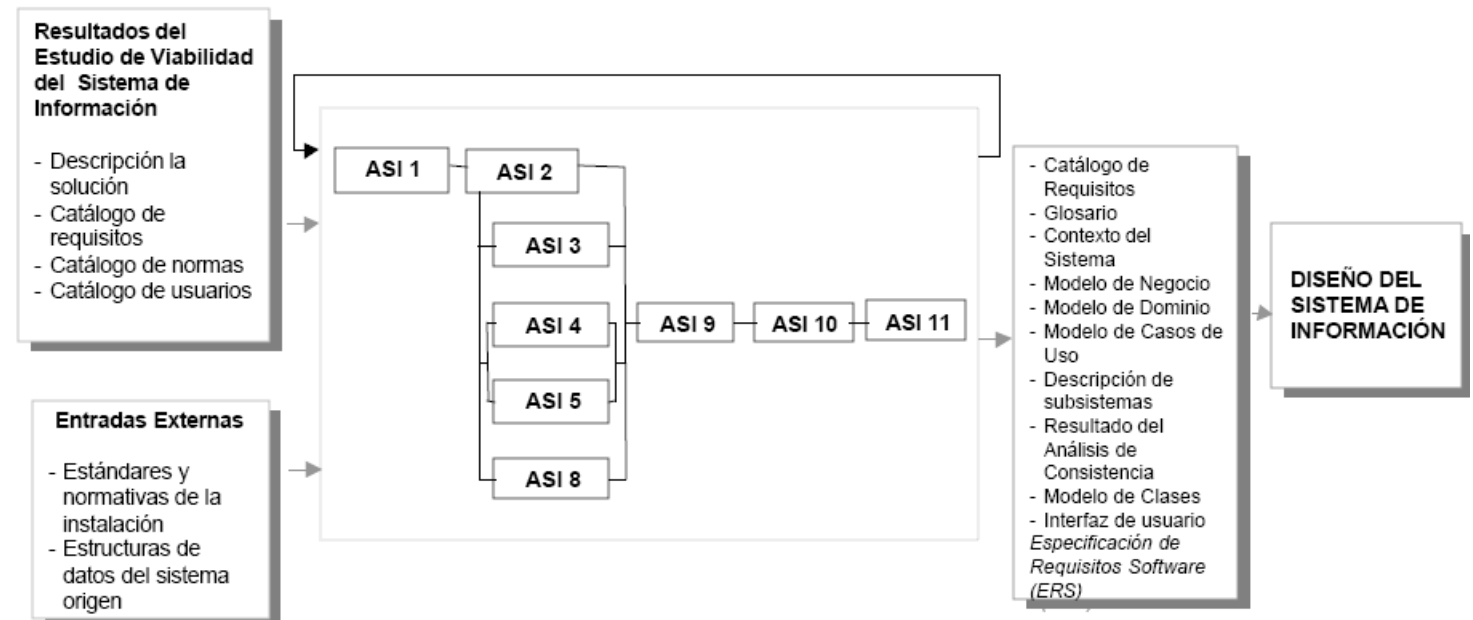 Resultados del
Estudio de Viabilidad
del Sistema de
Información
- Descripción la
solución
- Catálogo de
requisitos
- Catálogo de normas
- Catálogo de usuarios
Entradas Externas
- Estándares y
normativas de la
instalación
- Estructuras de
datos del sistema
origen
ASI 1
ASI 2
ASI 3
ASI 4
ASI 5
ASI 8
ASI 9
ASI 10
ASI 11
- Catálogo de
Requisitos
- Glosario
- Contexto del
Sistema
- Modelo de Negocio
- Modelo de Dominio
- Modelo de Casos de
Uso
- Descripción de
subsistemas
- Resultado del
Análisis de
Consistencia
- Modelo de Clases
- Interfaz de usuario
Especificación de
Requisitos Software
(ERS)
DISEÑO DEL
SISTEMA DE
INFORMACIÓN